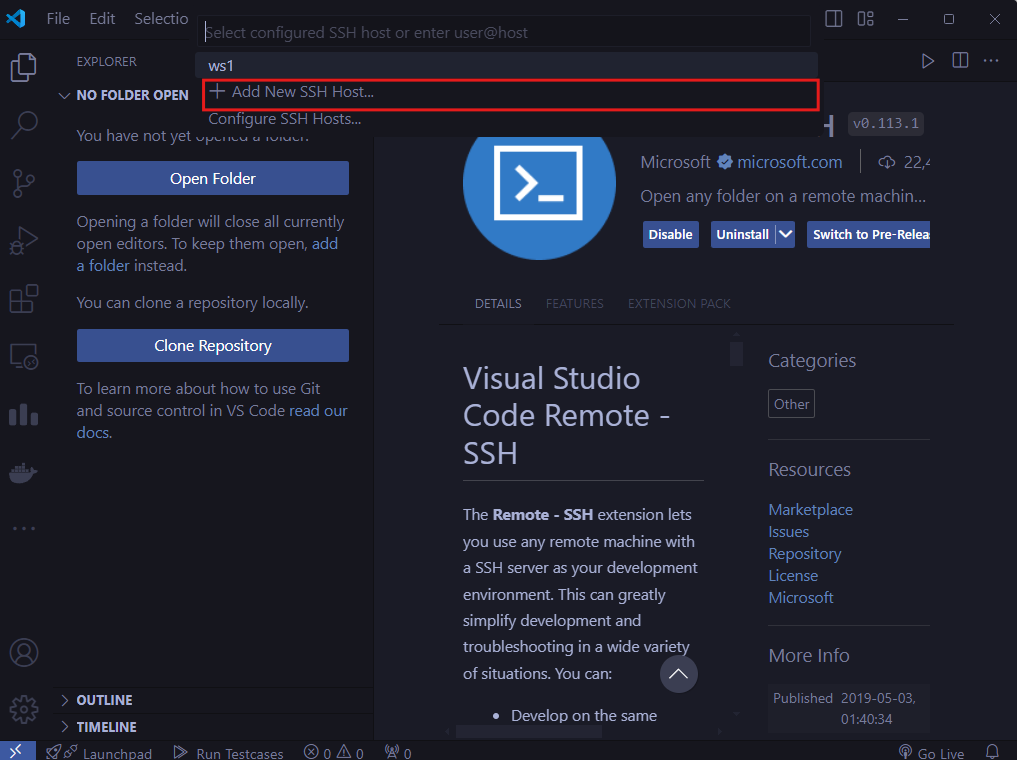 File Edit Selectio
Select configured SSH host or enter user@host
ws1
Add New SSH Host...
Configure SSH Hosts...
EXPLORER
NO FOLDER OPEN
You have not yet opened a folder.
Open Folder
Opening a folder will close all currently
open editors. To keep them open, add
a folder instead.
You can clone a repository locally.
Clone Repository
To learn more about how to use Git
and source control in VS Code read our
docs.
OUTLINE
TIMELINE
H v0.113.1
Microsoft microsoft.com 22,4
Open any folder on a remote machin...
Disable Uninstall Switch to Pre-Relea
DETAILS FEATURES EXTENSION PACK
Visual Studio
Code Remote -
SSH
The Remote - SSH extension lets
you use any remote machine with
a SSH server as your development
environment. This can greatly
simplify development and
troubleshooting in a wide variety
of situations. You can:
• Develop on the same
Categories
Other
Resources
Marketplace
Issues
Repository
License
Microsoft
More Info
Published 2019-05-03,
01:40:34
Launchpad Run Testcases 0 0 0 Go Live